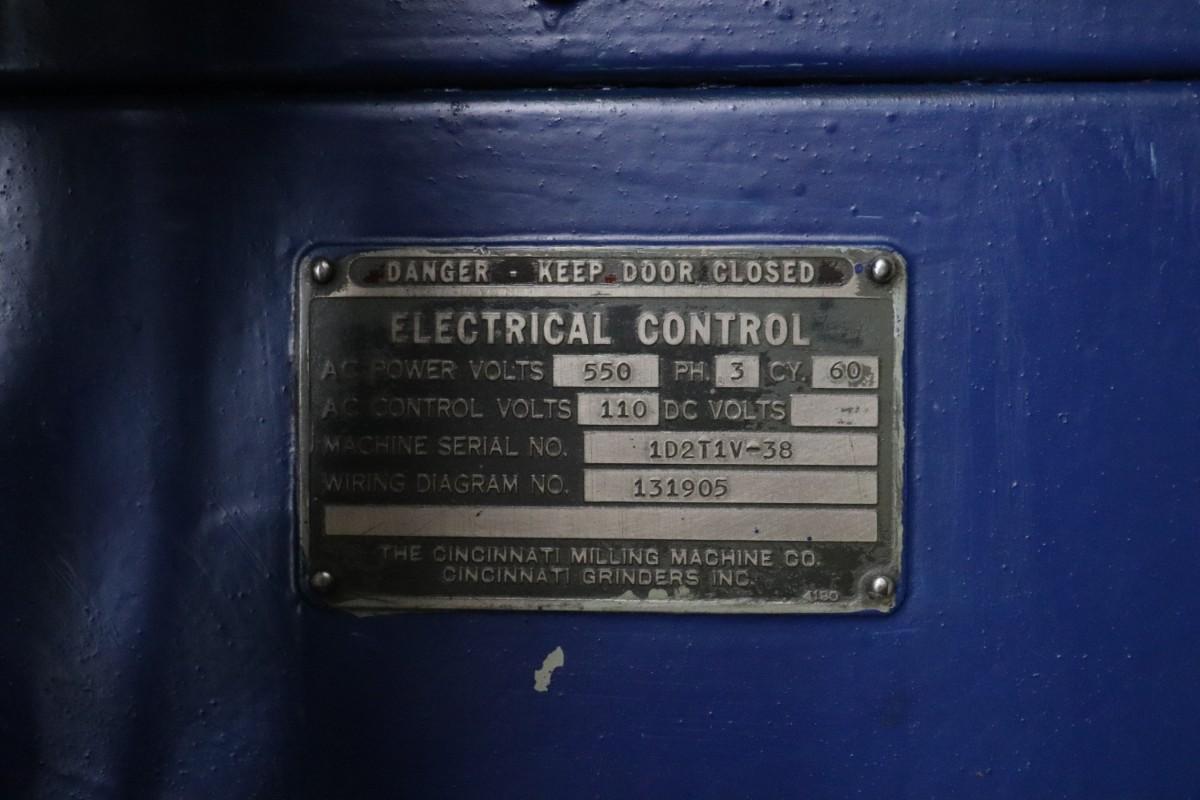 DANGER - KEEP DOOR CLOSED
ELECTRICAL CONTROL
AC POWER VOLTS 550 PH. 3 CY. 60
AC CONTROL VOLTS 110 DC VOLTS
MACHINE SERIAL NO. 1D2T1V-38
WIRING DIAGRAM NO. 131905
THE CINCINNATI MILLING MACHINE CO.
CINCINNATI GRINDERS INC.